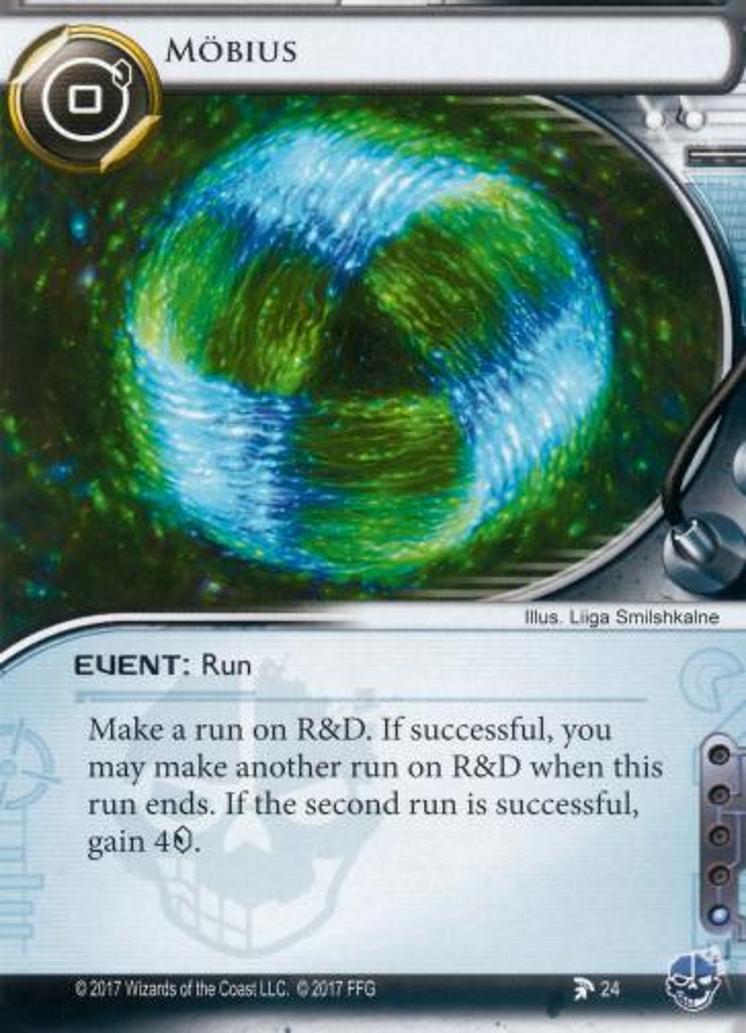 MÖBIUS
Illus. Liiga Smilshkalne
EVENT: Run
Make a run on R&D. If successful, you
may make another run on R&D when this
run ends. If the second run is successful,
gain 4.
© 2017 Wizards of the Coast LLC. © 2017 FFG
24